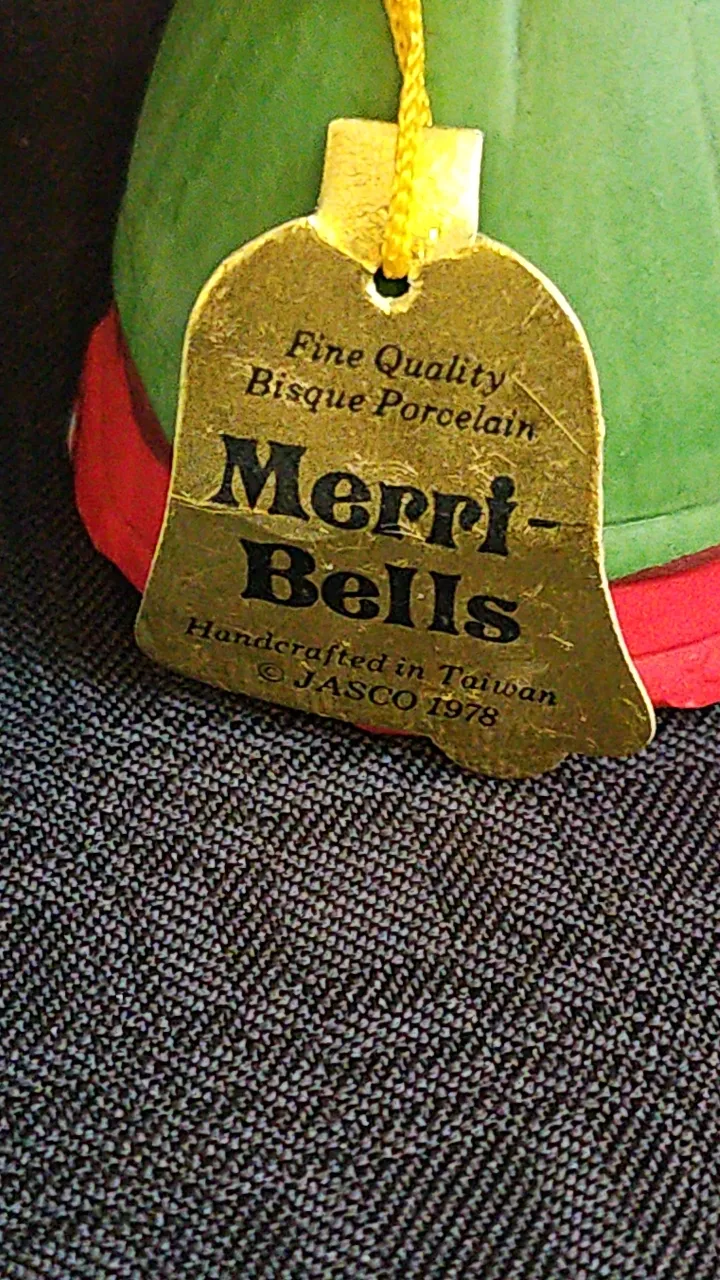 Fine Quality
Bisque Porcelain
Merri-
Bells
Handcrafted in Taiwan
© JASCO 1978